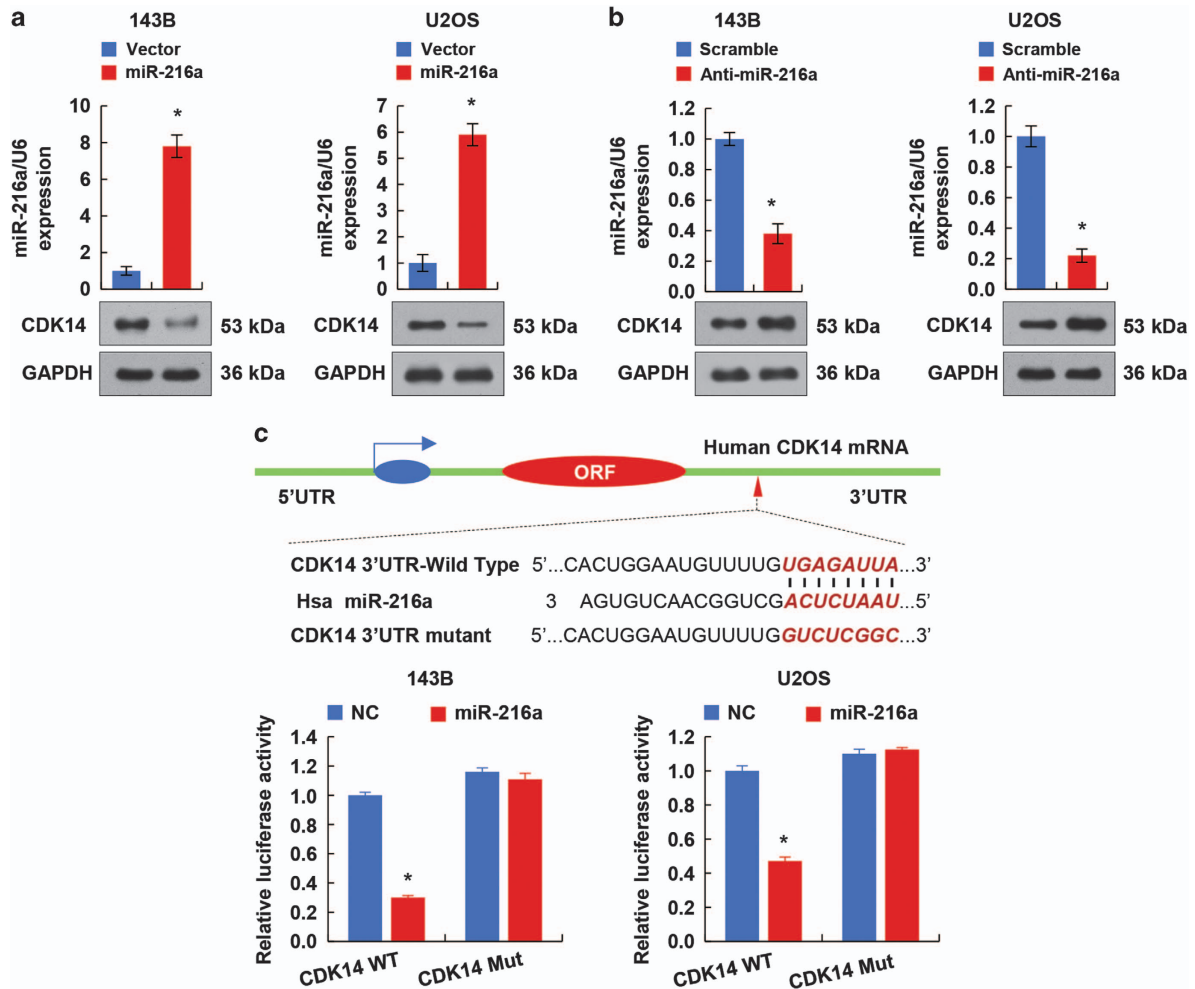 a
143B
Vector
miR-216a
miR-216a/U6
expression
10
8
6
4
2
0
*
CDK14
53 kDa
GAPDH
36 kDa
U2OS
Vector
miR-216a
miR-216a/U6
expression
7
6
5
4
3
2
1
0
*
CDK14
53 kDa
GAPDH
36 kDa
b
143B
Scramble
Anti-miR-216a
miR-216a/U6
expression
1.2
1.0
0.8
0.6
0.4
0.2
0.0
*
CDK14
53 kDa
GAPDH
36 kDa
U2OS
Scramble
Anti-miR-216a
miR-216a/U6
expression
1.2
1.0
0.8
0.6
0.4
0.2
0.0
*
CDK14
53 kDa
GAPDH
36 kDa
c
Human CDK14 mRNA
ORF
5'UTR
3'UTR
CDK14 3'UTR-Wild Type 5'...CACUGGAAUGUUUUGUGAGAUUA...3'
Hsa miR-216a 3 AGUGUCAACGGUCGACUCUAAU...5'
CDK14 3'UTR mutant 5'...CACUGGAAUGUUUUGGUCUCGGC...3'
143B
NC
miR-216a
Relative luciferase activity
1.4
1.2
1.0
0.8
0.6
0.4
0.2
0.0
*
CDK14 WT
CDK14 Mut
U2OS
NC
miR-216a
Relative luciferase activity
1.2
1.0
0.8
0.6
0.4
0.2
0.0
*
CDK14 WT
CDK14 Mut